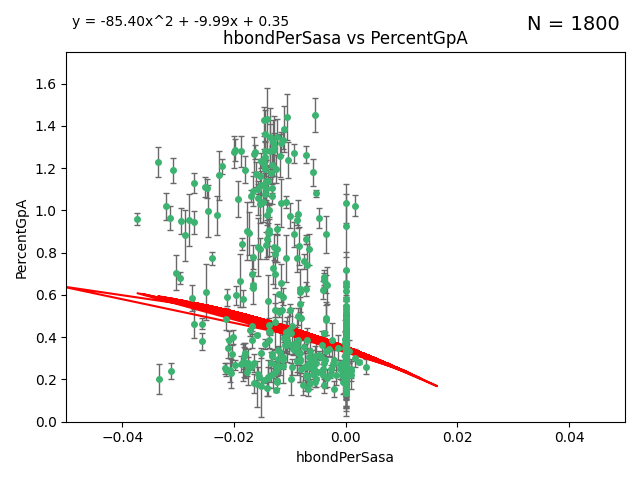 y = -85.40x^2 + -9.99x + 0.35
N = 1800
hbondPerSasa vs PercentGpA
PercentGpA
1.6
1.4
1.2
1.0
0.8
0.6
0.4
0.2
0.0
−0.04
−0.02
0.00
0.02
0.04
hbondPerSasa